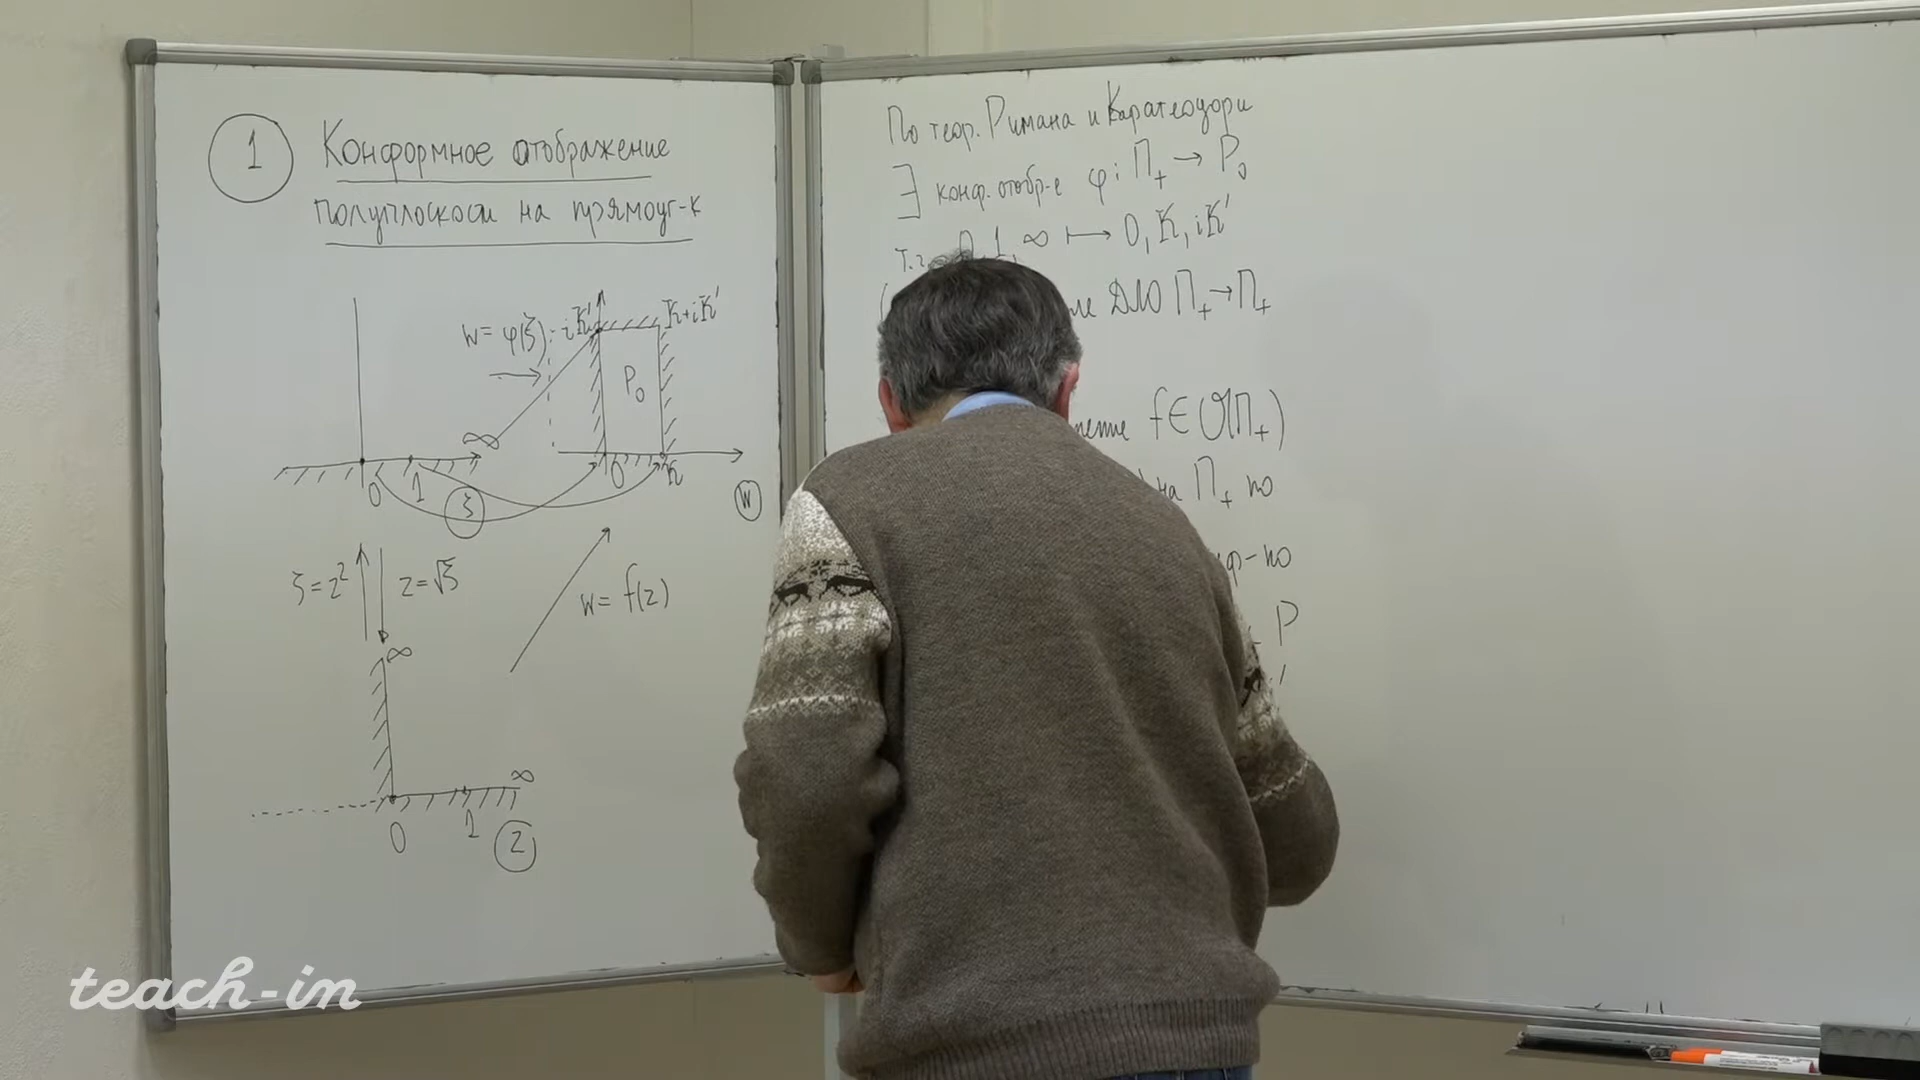 1
Конформное отображение
полуплоскости на прямоуг-к
w = φ(ξ)
iK'
K+iK'
P₀
∞
0
1
ξ
0
K
w
ξ = z²
z = √ξ
w = f(z)
∞
∞
0
1
z
По теор. Римана и Каратеодори
∃ конф. отобр-е φ: П₊ → P₀
1, ∞ ↦ 0, K, iK'
ДЛО П₊→П₊
f ∈ O(П₊)
на П₊ по
P
teach-in